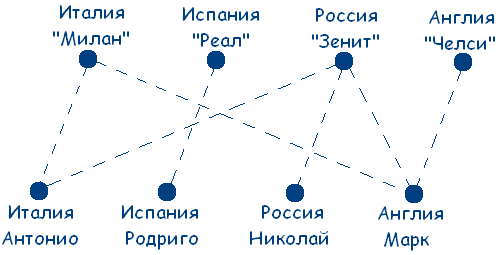 Италия Испания Россия Англия
"Милан" "Реал" "Зенит" "Челси"
Италия Испания Россия Англия
Антонио Родриго Николай Марк